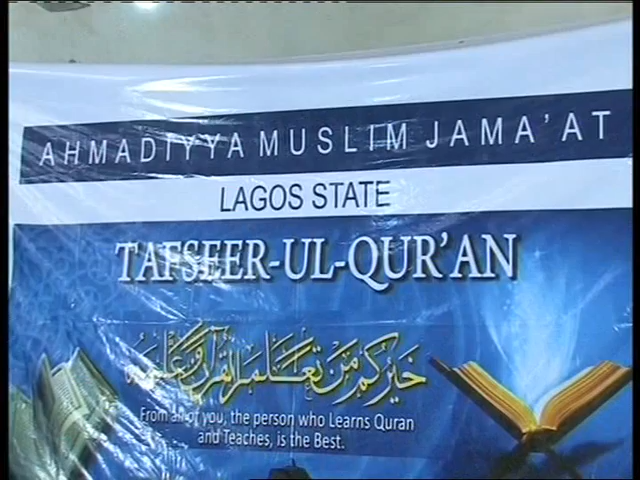 AHMADIYYA MUSLIM JAMA'AT
LAGOS STATE
TAFSEER-UL-QUR'AN
خيركم من تعلم القرآن وعلمه
From all of you, the person who Learns Quran
and Teaches, is the Best.